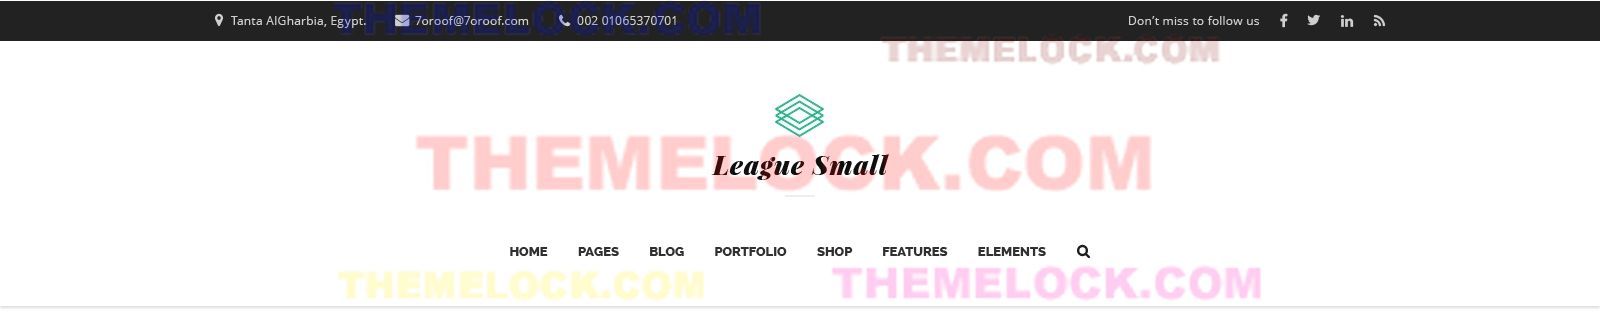 Tanta AlGharbia, Egypt. 7oroof@7oroof.com 002 01065370701 Don't miss to follow us
THEMELOCK.COM
THEMELOCK.COM
THEMELOCK.COM
League Small
HOME PAGES BLOG PORTFOLIO SHOP FEATURES ELEMENTS
THEMELOCK.COM THEMELOCK.COM